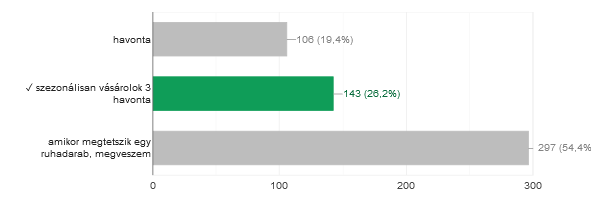 havonta
106 (19,4%)
✓ szezonálisan vásárolok 3
havonta
143 (26,2%)
amikor megtetszik egy
ruhadarab, megveszem
297 (54,4%
0
100
200
300